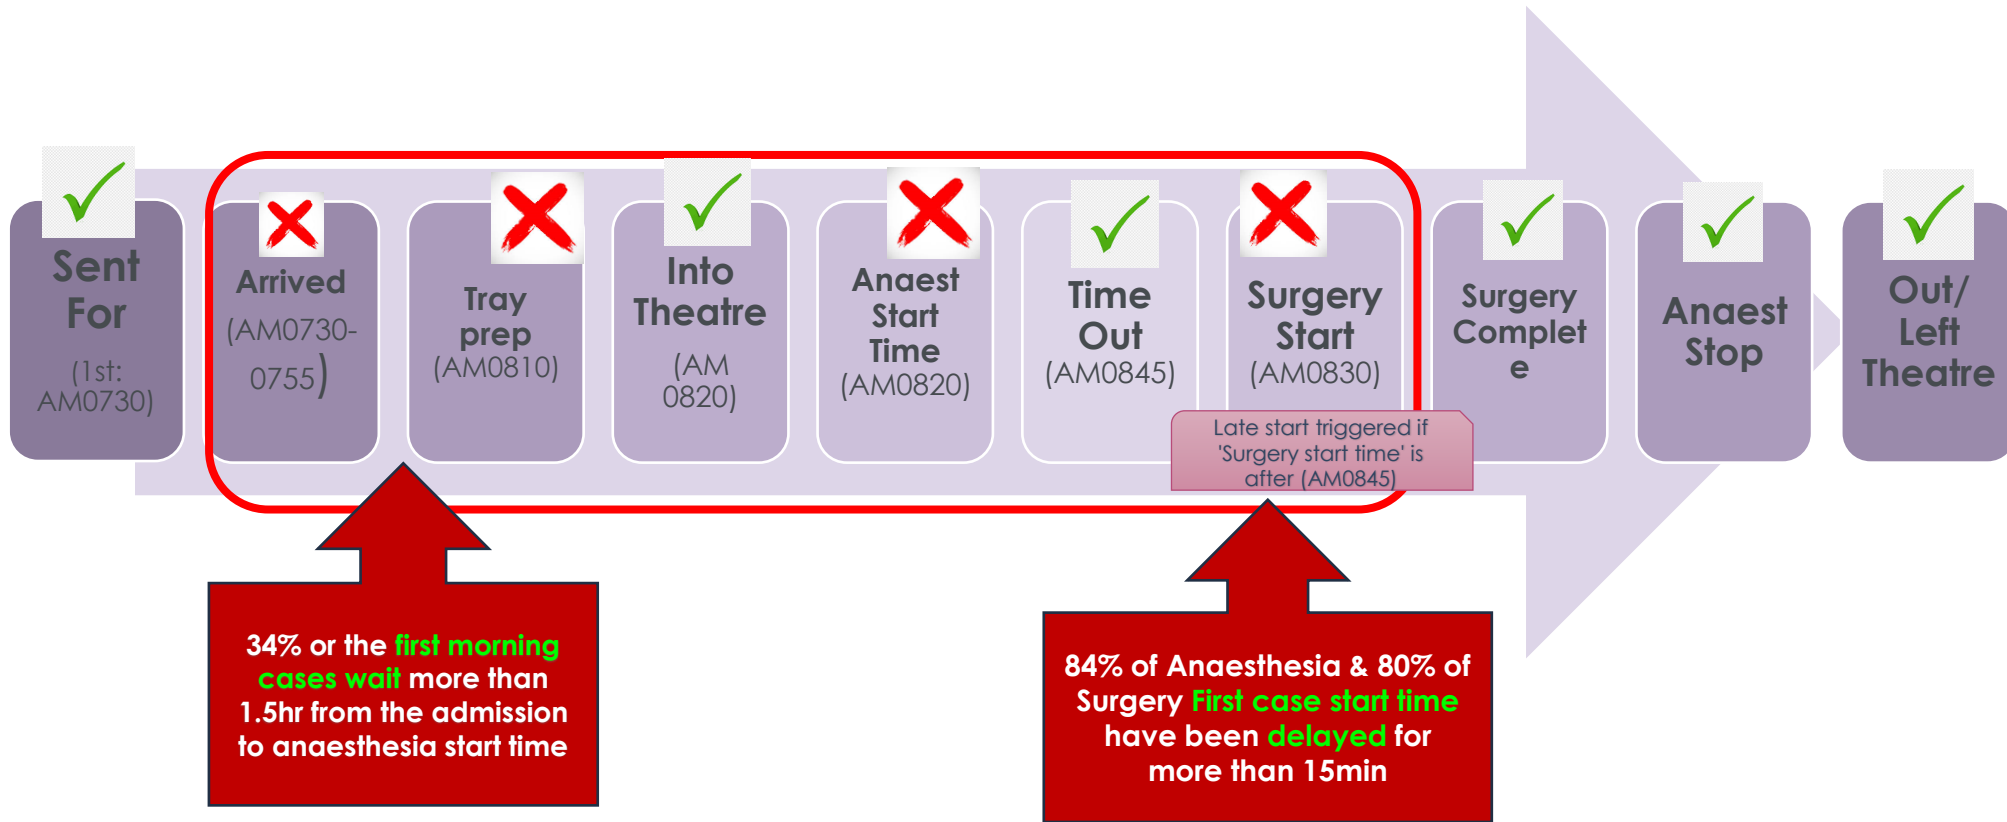 Sent
For
(1st:
AM0730)
Arrived
(AM0730-
0755)
Tray
prep
(AM0810)
Into
Theatre
(AM
0820)
Anaest
Start
Time
(AM0820)
Time
Out
(AM0845)
Surgery
Start
(AM0830)
Late start triggered if
'Surgery start time' is
after (AM0845)
Surgery
Complet
e
Anaest
Stop
Out/
Left
Theatre
34% or the first morning
cases wait more than
1.5hr from the admission
to anaesthesia start time
84% of Anaesthesia & 80% of
Surgery First case start time
have been delayed for
more than 15min